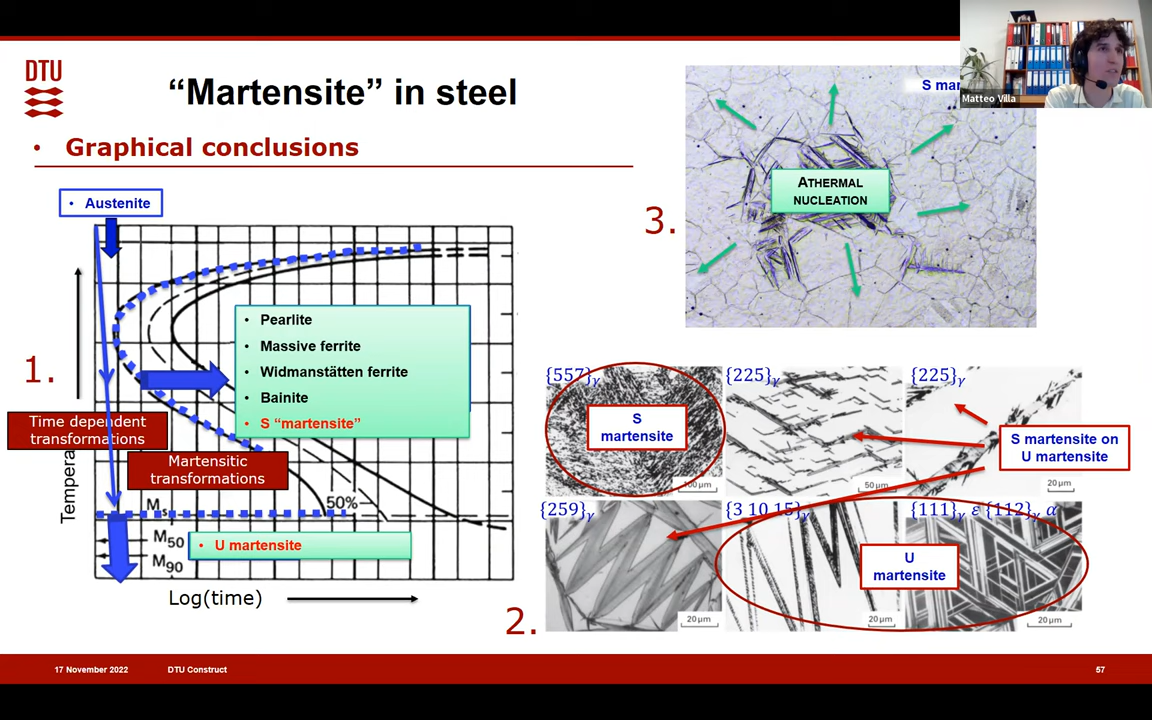 DTU
“Martensite” in steel
• Graphical conclusions
Matteo Villa
S mar
1.
• Austenite
• Pearlite
• Massive ferrite
• Widmanstätten ferrite
• Bainite
• S “martensite”
Time dependent
transformations
Martensitic
transformations
Tempera
Ms
50%
M50
M90
• U martensite
Log(time)
3.
ATHERMAL
NUCLEATION
2.
{557}γ
{225}γ
{225}γ
S
martensite
S martensite on
U martensite
50 µm
20 µm
{259}γ
{3 10 15}γ
{111}γ ε {112}γ α
U
martensite
20 µm
20 µm
20 µm
17 November 2022
DTU Construct
57